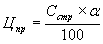 Ц_пр = (С_стр × α) / 100